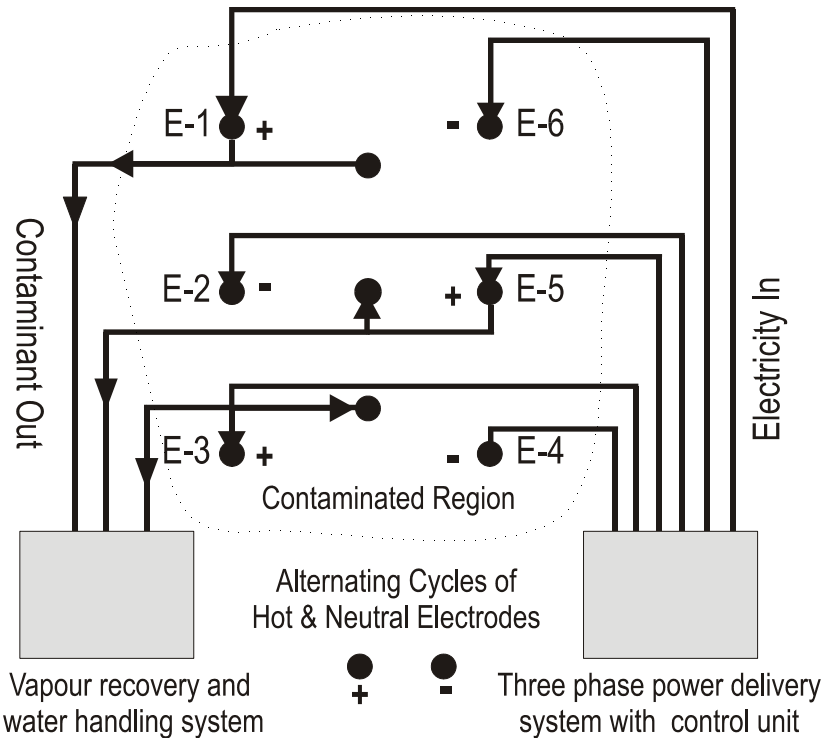 E-1 +
- E-6
E-2 -
+ E-5
E-3 +
- E-4
Contaminant Out
Electricity In
Contaminated Region
Alternating Cycles of
Hot & Neutral Electrodes
+ -
Vapour recovery and
water handling system
Three phase power delivery
system with control unit